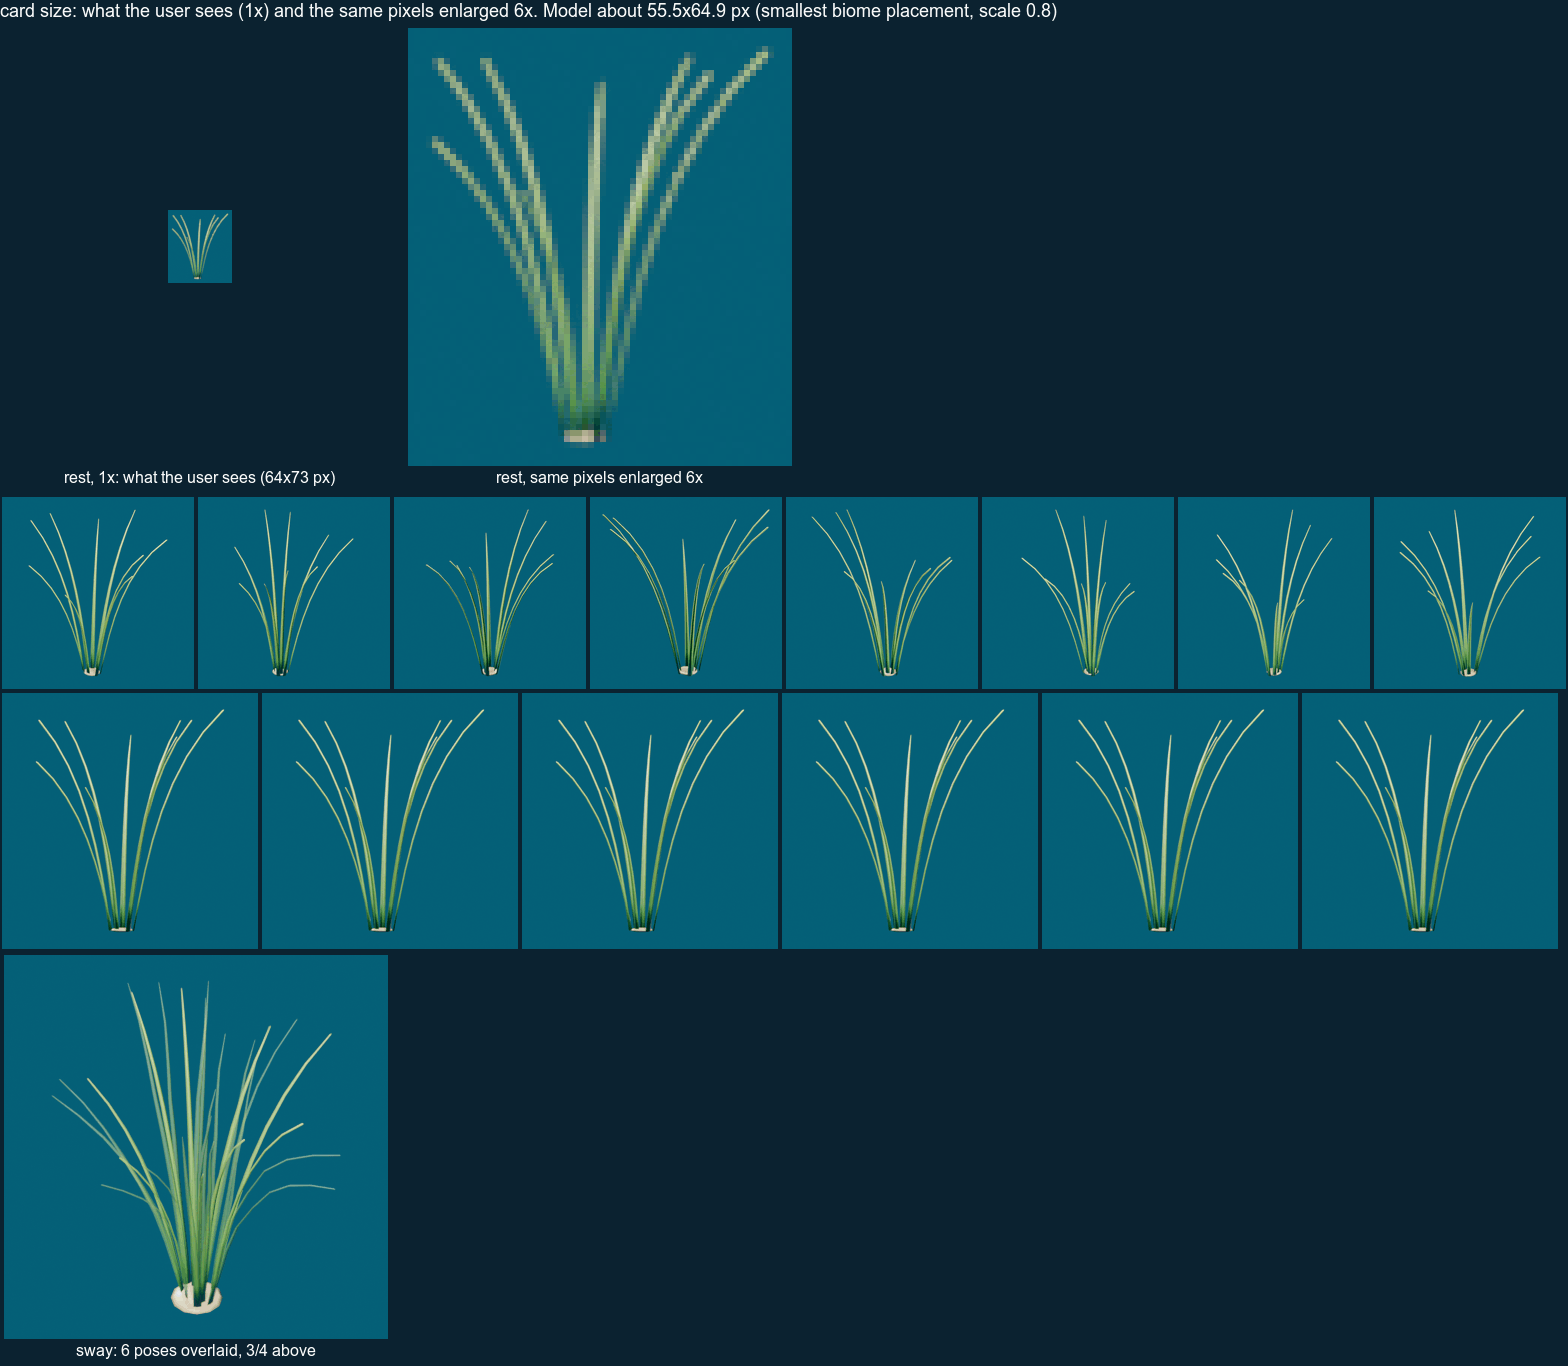 card size: what the user sees (1x) and the same pixels enlarged 6x. Model about 55.5x64.9 px (smallest biome placement, scale 0.8)
rest, 1x: what the user sees (64x73 px)
rest, same pixels enlarged 6x
sway: 6 poses overlaid, 3/4 above